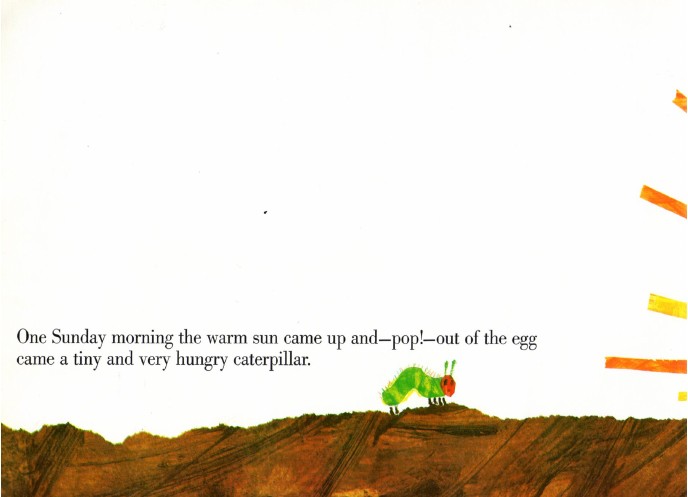 One Sunday morning the warm sun came up and—pop!—out of the egg
came a tiny and very hungry caterpillar.